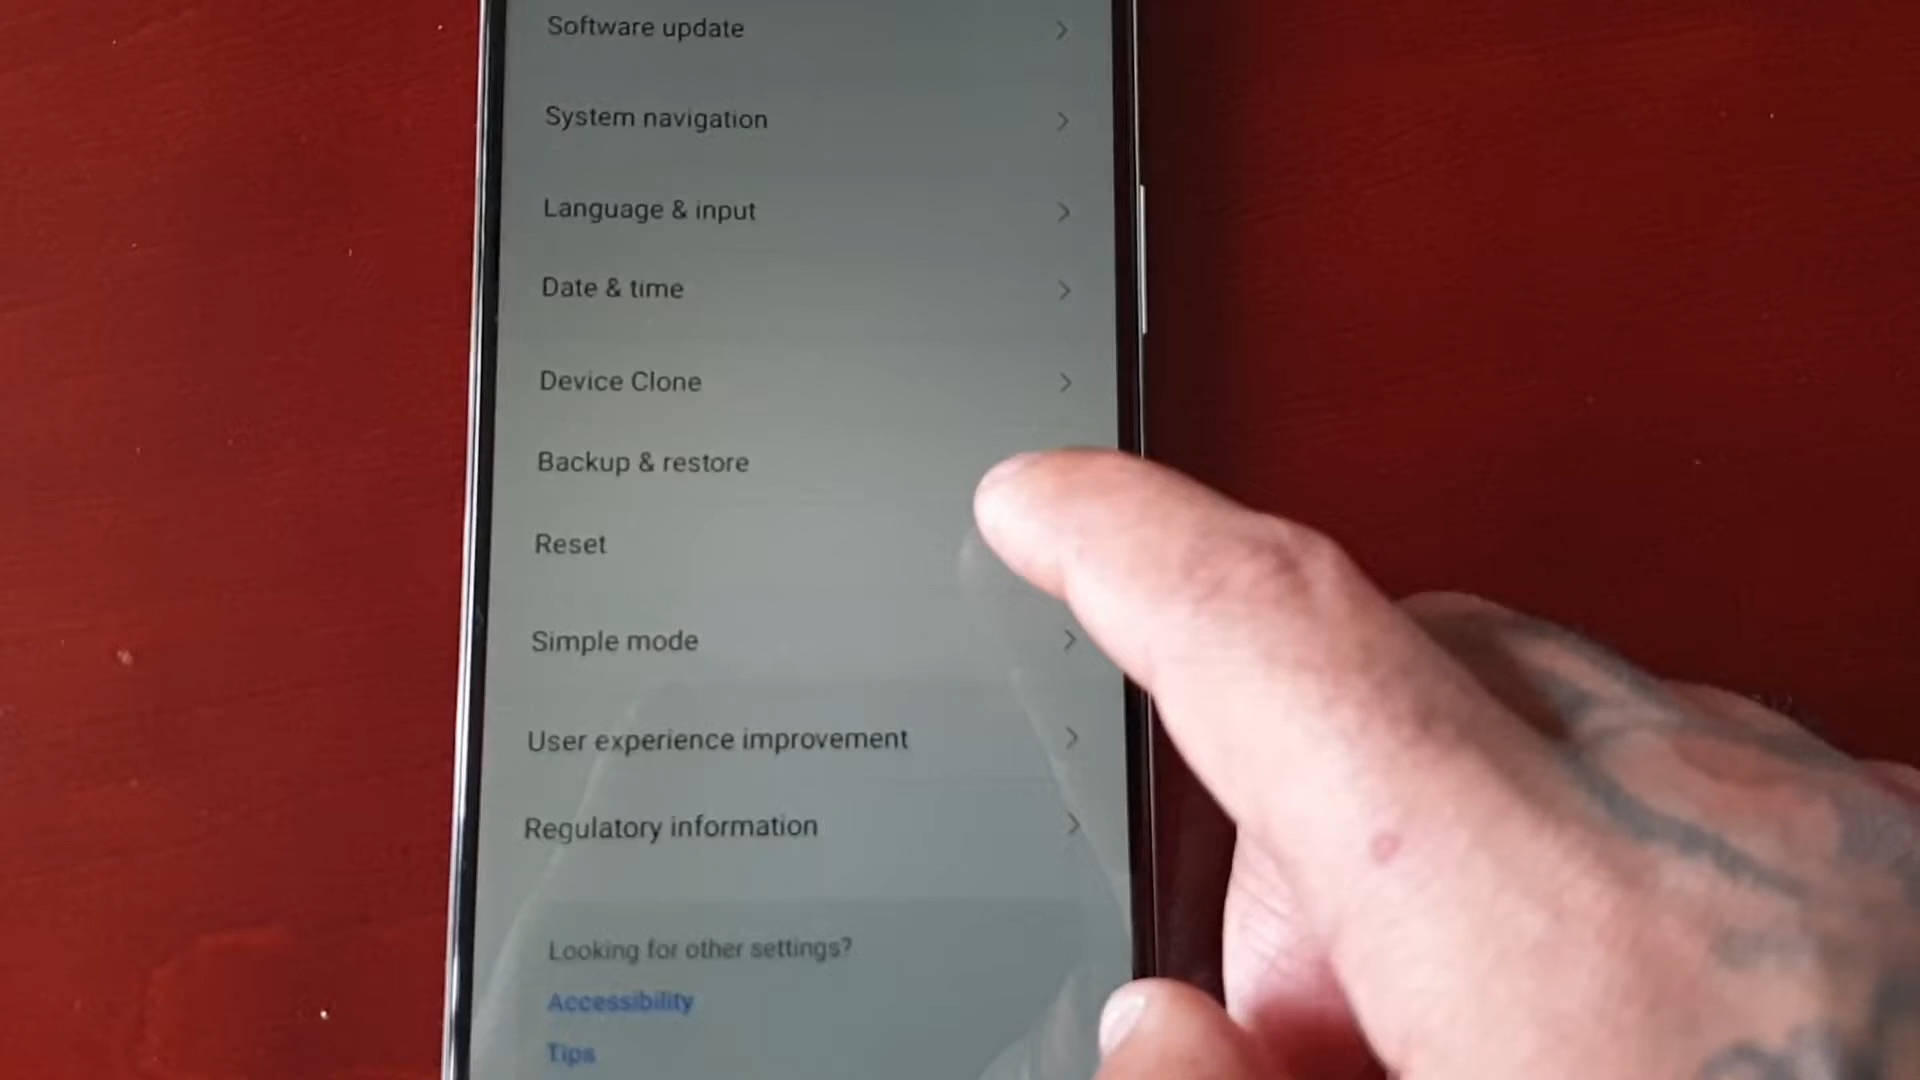 Software update
System navigation
Language & input
Date & time
Device Clone
Backup & restore
Reset
Simple mode
User experience improvement
Regulatory information
Looking for other settings?
Accessibility
Tips